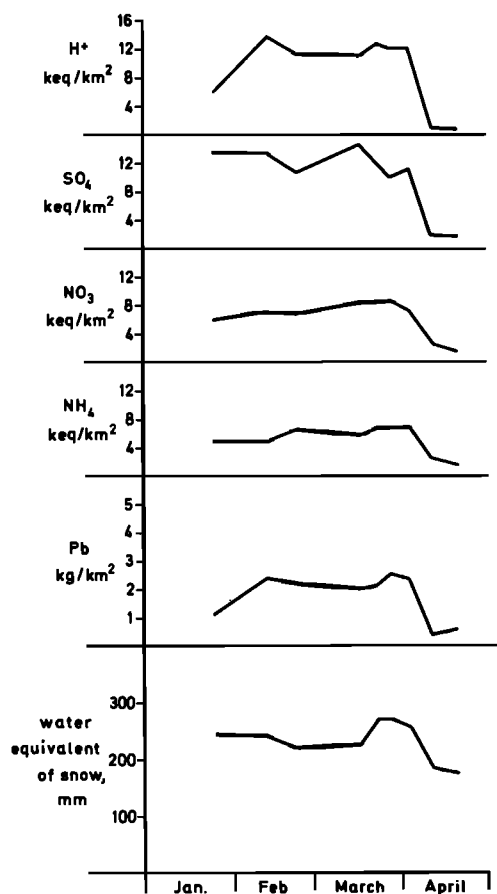 16
H+
12
keq/km2
8
4
12
SO4
8
keq/km2
4
12
NO3
8
keq/km2
4
12
NH4
8
keq/km2
4
5
4
Pb
3
kg/km2
2
1
300
water
equivalent
200
of snow,
mm
100
Jan. Feb March April